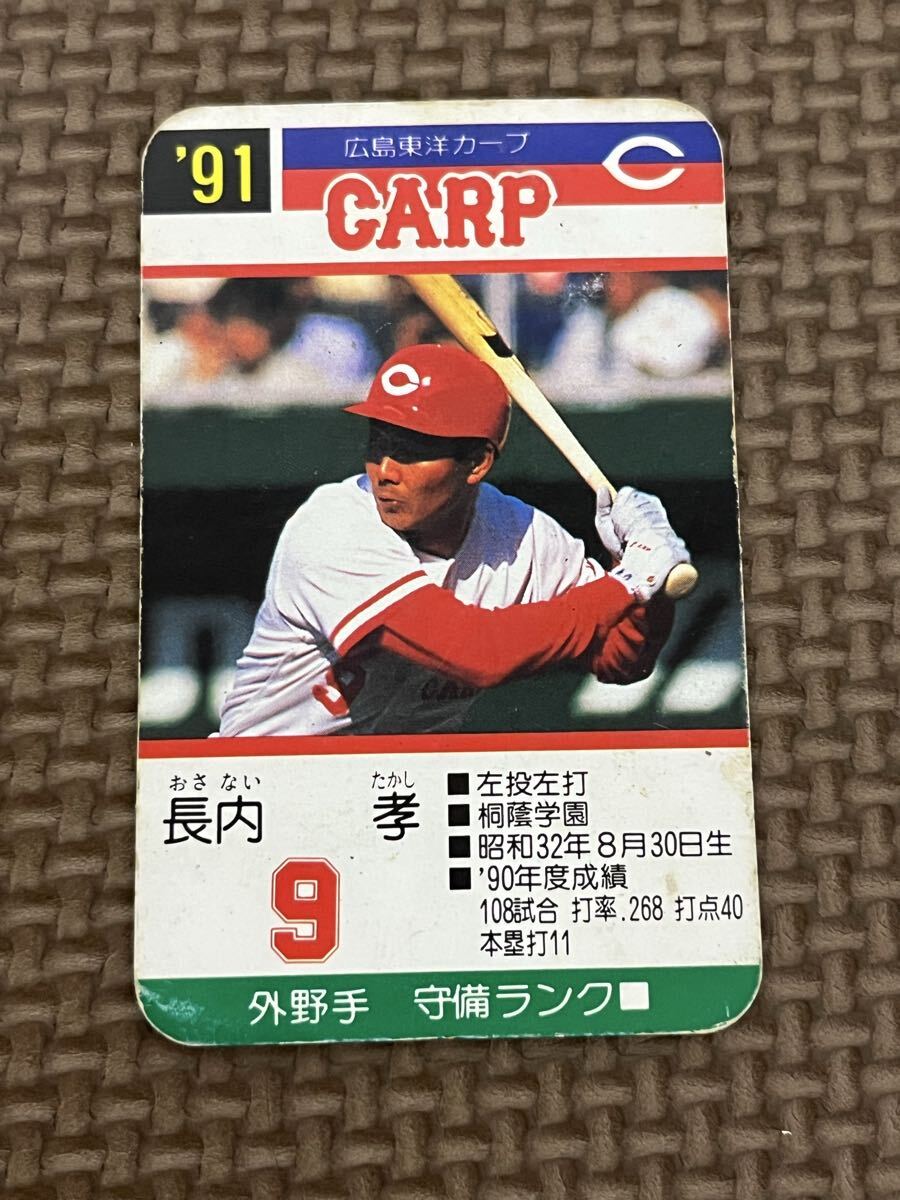 '91
広島東洋カープ
C
CARP
C
おさ ない たかし
長内 孝
9
■左投左打
■桐蔭学園
■昭和32年8月30日生
■'90年度成績
108試合 打率.268 打点40
本塁打11
外野手 守備ランク■